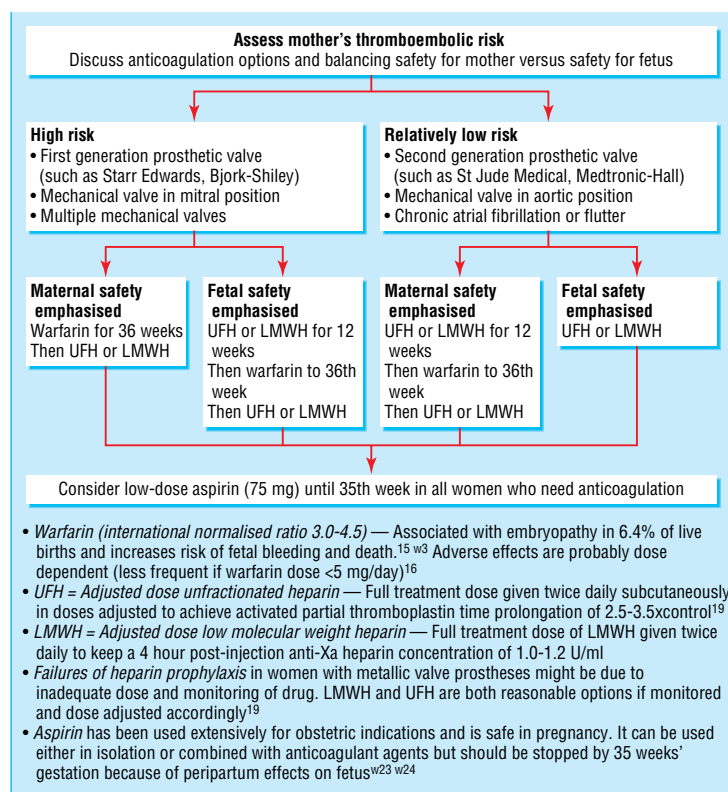 Assess mother's thromboembolic risk
Discuss anticoagulation options and balancing safety for mother versus safety for fetus
High risk
• First generation prosthetic valve
(such as Starr Edwards, Bjork-Shiley)
• Mechanical valve in mitral position
• Multiple mechanical valves
Relatively low risk
• Second generation prosthetic valve
(such as St Jude Medical, Medtronic-Hall)
• Mechanical valve in aortic position
• Chronic atrial fibrillation or flutter
Maternal safety
emphasised
Warfarin for 36 weeks
Then UFH or LMWH
Fetal safety
emphasised
UFH or LMWH for 12
weeks
Then warfarin to 36th
week
Then UFH or LMWH
Maternal safety
emphasised
UFH or LMWH for 12
weeks
Then warfarin to 36th
week
Then UFH or LMWH
Fetal safety
emphasised
UFH or LMWH
Consider low-dose aspirin (75 mg) until 35th week in all women who need anticoagulation
• Warfarin (international normalised ratio 3.0-4.5) — Associated with embryopathy in 6.4% of live
births and increases risk of fetal bleeding and death.15 w3 Adverse effects are probably dose
dependent (less frequent if warfarin dose <5 mg/day)16
• UFH = Adjusted dose unfractionated heparin — Full treatment dose given twice daily subcutaneously
in doses adjusted to achieve activated partial thromboplastin time prolongation of 2.5-3.5xcontrol19
• LMWH = Adjusted dose low molecular weight heparin — Full treatment dose of LMWH given twice
daily to keep a 4 hour post-injection anti-Xa heparin concentration of 1.0-1.2 U/ml
• Failures of heparin prophylaxis in women with metallic valve prostheses might be due to
inadequate dose and monitoring of drug. LMWH and UFH are both reasonable options if monitored
and dose adjusted accordingly19
• Aspirin has been used extensively for obstetric indications and is safe in pregnancy. It can be used
either in isolation or combined with anticoagulant agents but should be stopped by 35 weeks'
gestation because of peripartum effects on fetusw23 w24